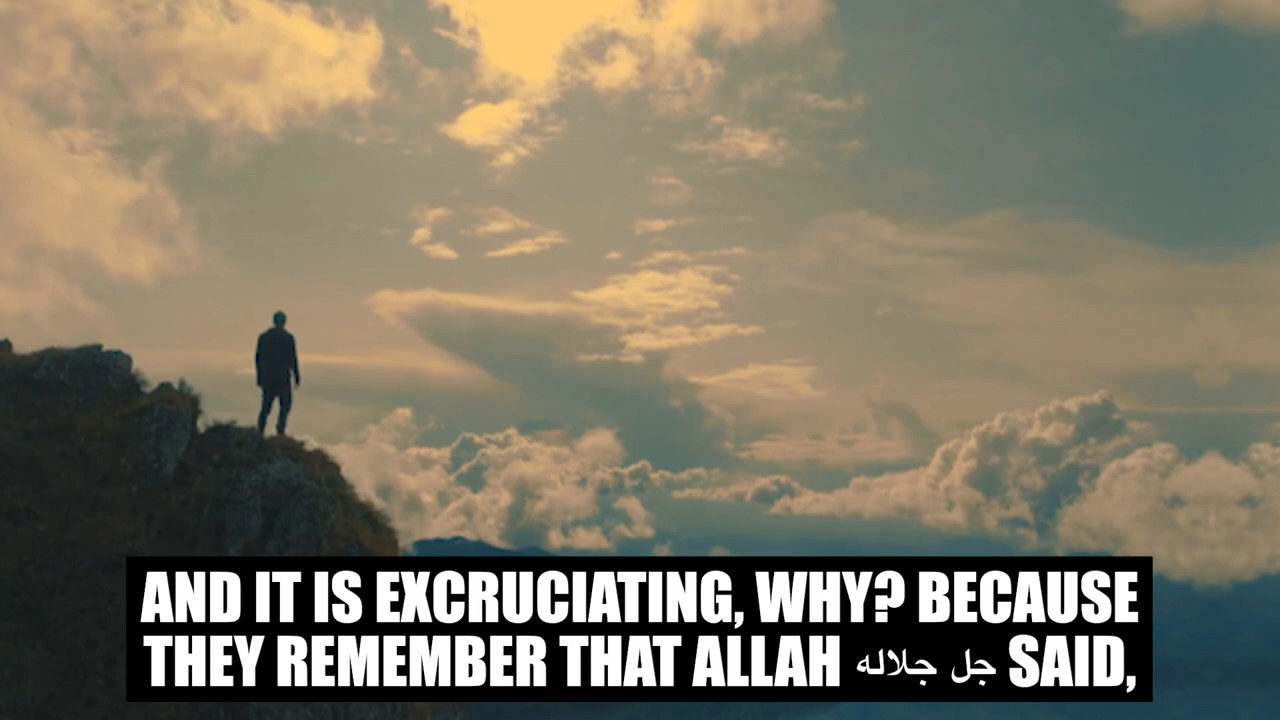 AND IT IS EXCRUCIATING, WHY? BECAUSE
THEY REMEMBER THAT ALLAH جل جلاله SAID,